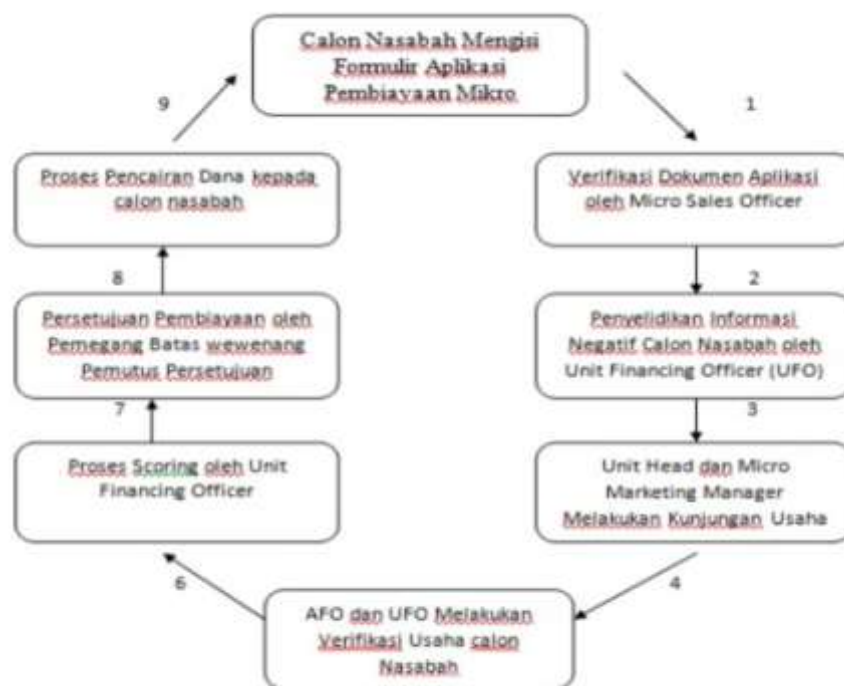 Calon Nasabah Mengisi
Formulir Aplikasi
Pembiayaan Mikro
1
Verifikasi Dokumen Aplikasi
oleh Micro Sales Officer
2
Penyelidikan Informasi
Negatif Calon Nasabah oleh
Unit Financing Officer (UFO)
3
Unit Head dan Micro
Marketing Manager
Melakukan Kunjungan Usaha
4
AFO dan UFO Melakukan
Verifikasi Usaha calon
Nasabah
6
Proses Scoring oleh Unit
Financing Officer
7
Persetujuan Pembiayaan oleh
Pemegang Batas wewenang
Pemutus Persetujuan
8
Proses Pencairan Dana kepada
calon nasabah
9